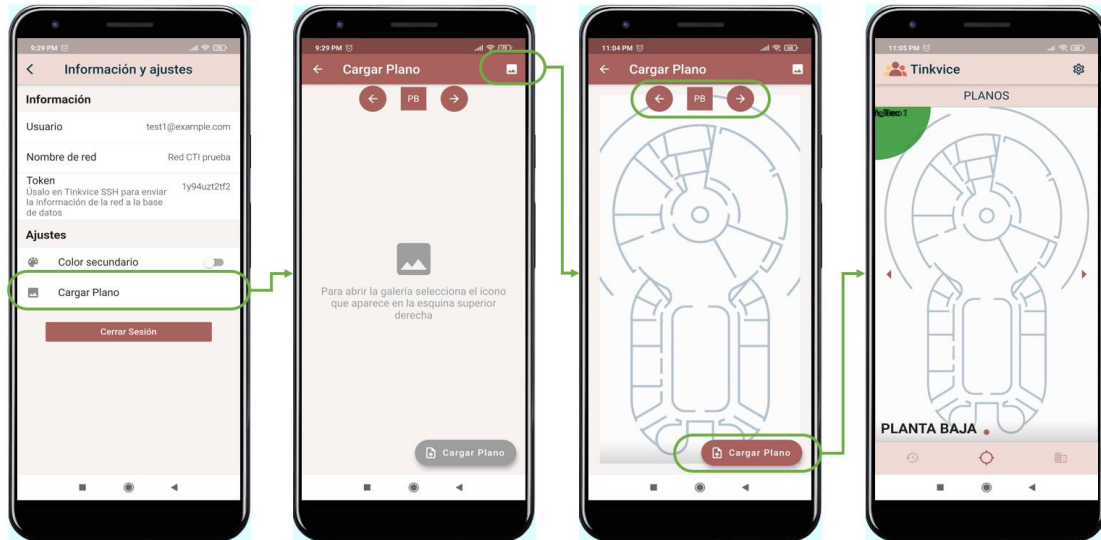 9:29 PM
Información y ajustes
Información
Usuario test1@example.com
Nombre de red Red CTI prueba
Token 1y94uzt2tf2
Úsalo en Tinkvice SSH para enviar
la información de la red a la base
de datos
Ajustes
Color secundario
Cargar Plano
Cerrar Sesión
9:29 PM
Cargar Plano
PB
Para abrir la galería selecciona el ícono
que aparece en la esquina superior
derecha
Cargar Plano
11:04 PM
Cargar Plano
PB
Cargar Plano
11:05 PM
Tinkvice
PLANOS
PLANTA BAJA